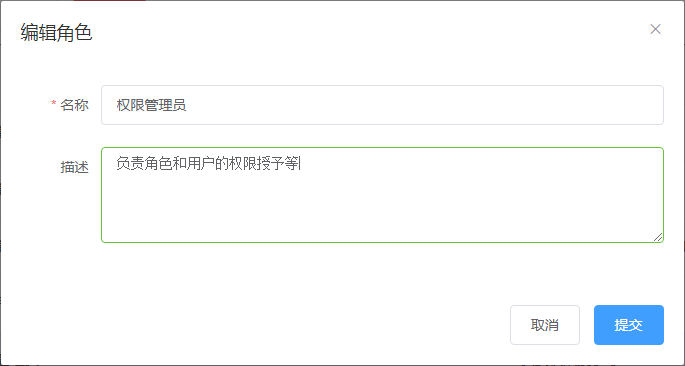 编辑角色
* 名称
权限管理员
描述
负责角色和用户的权限授予等
取消
提交